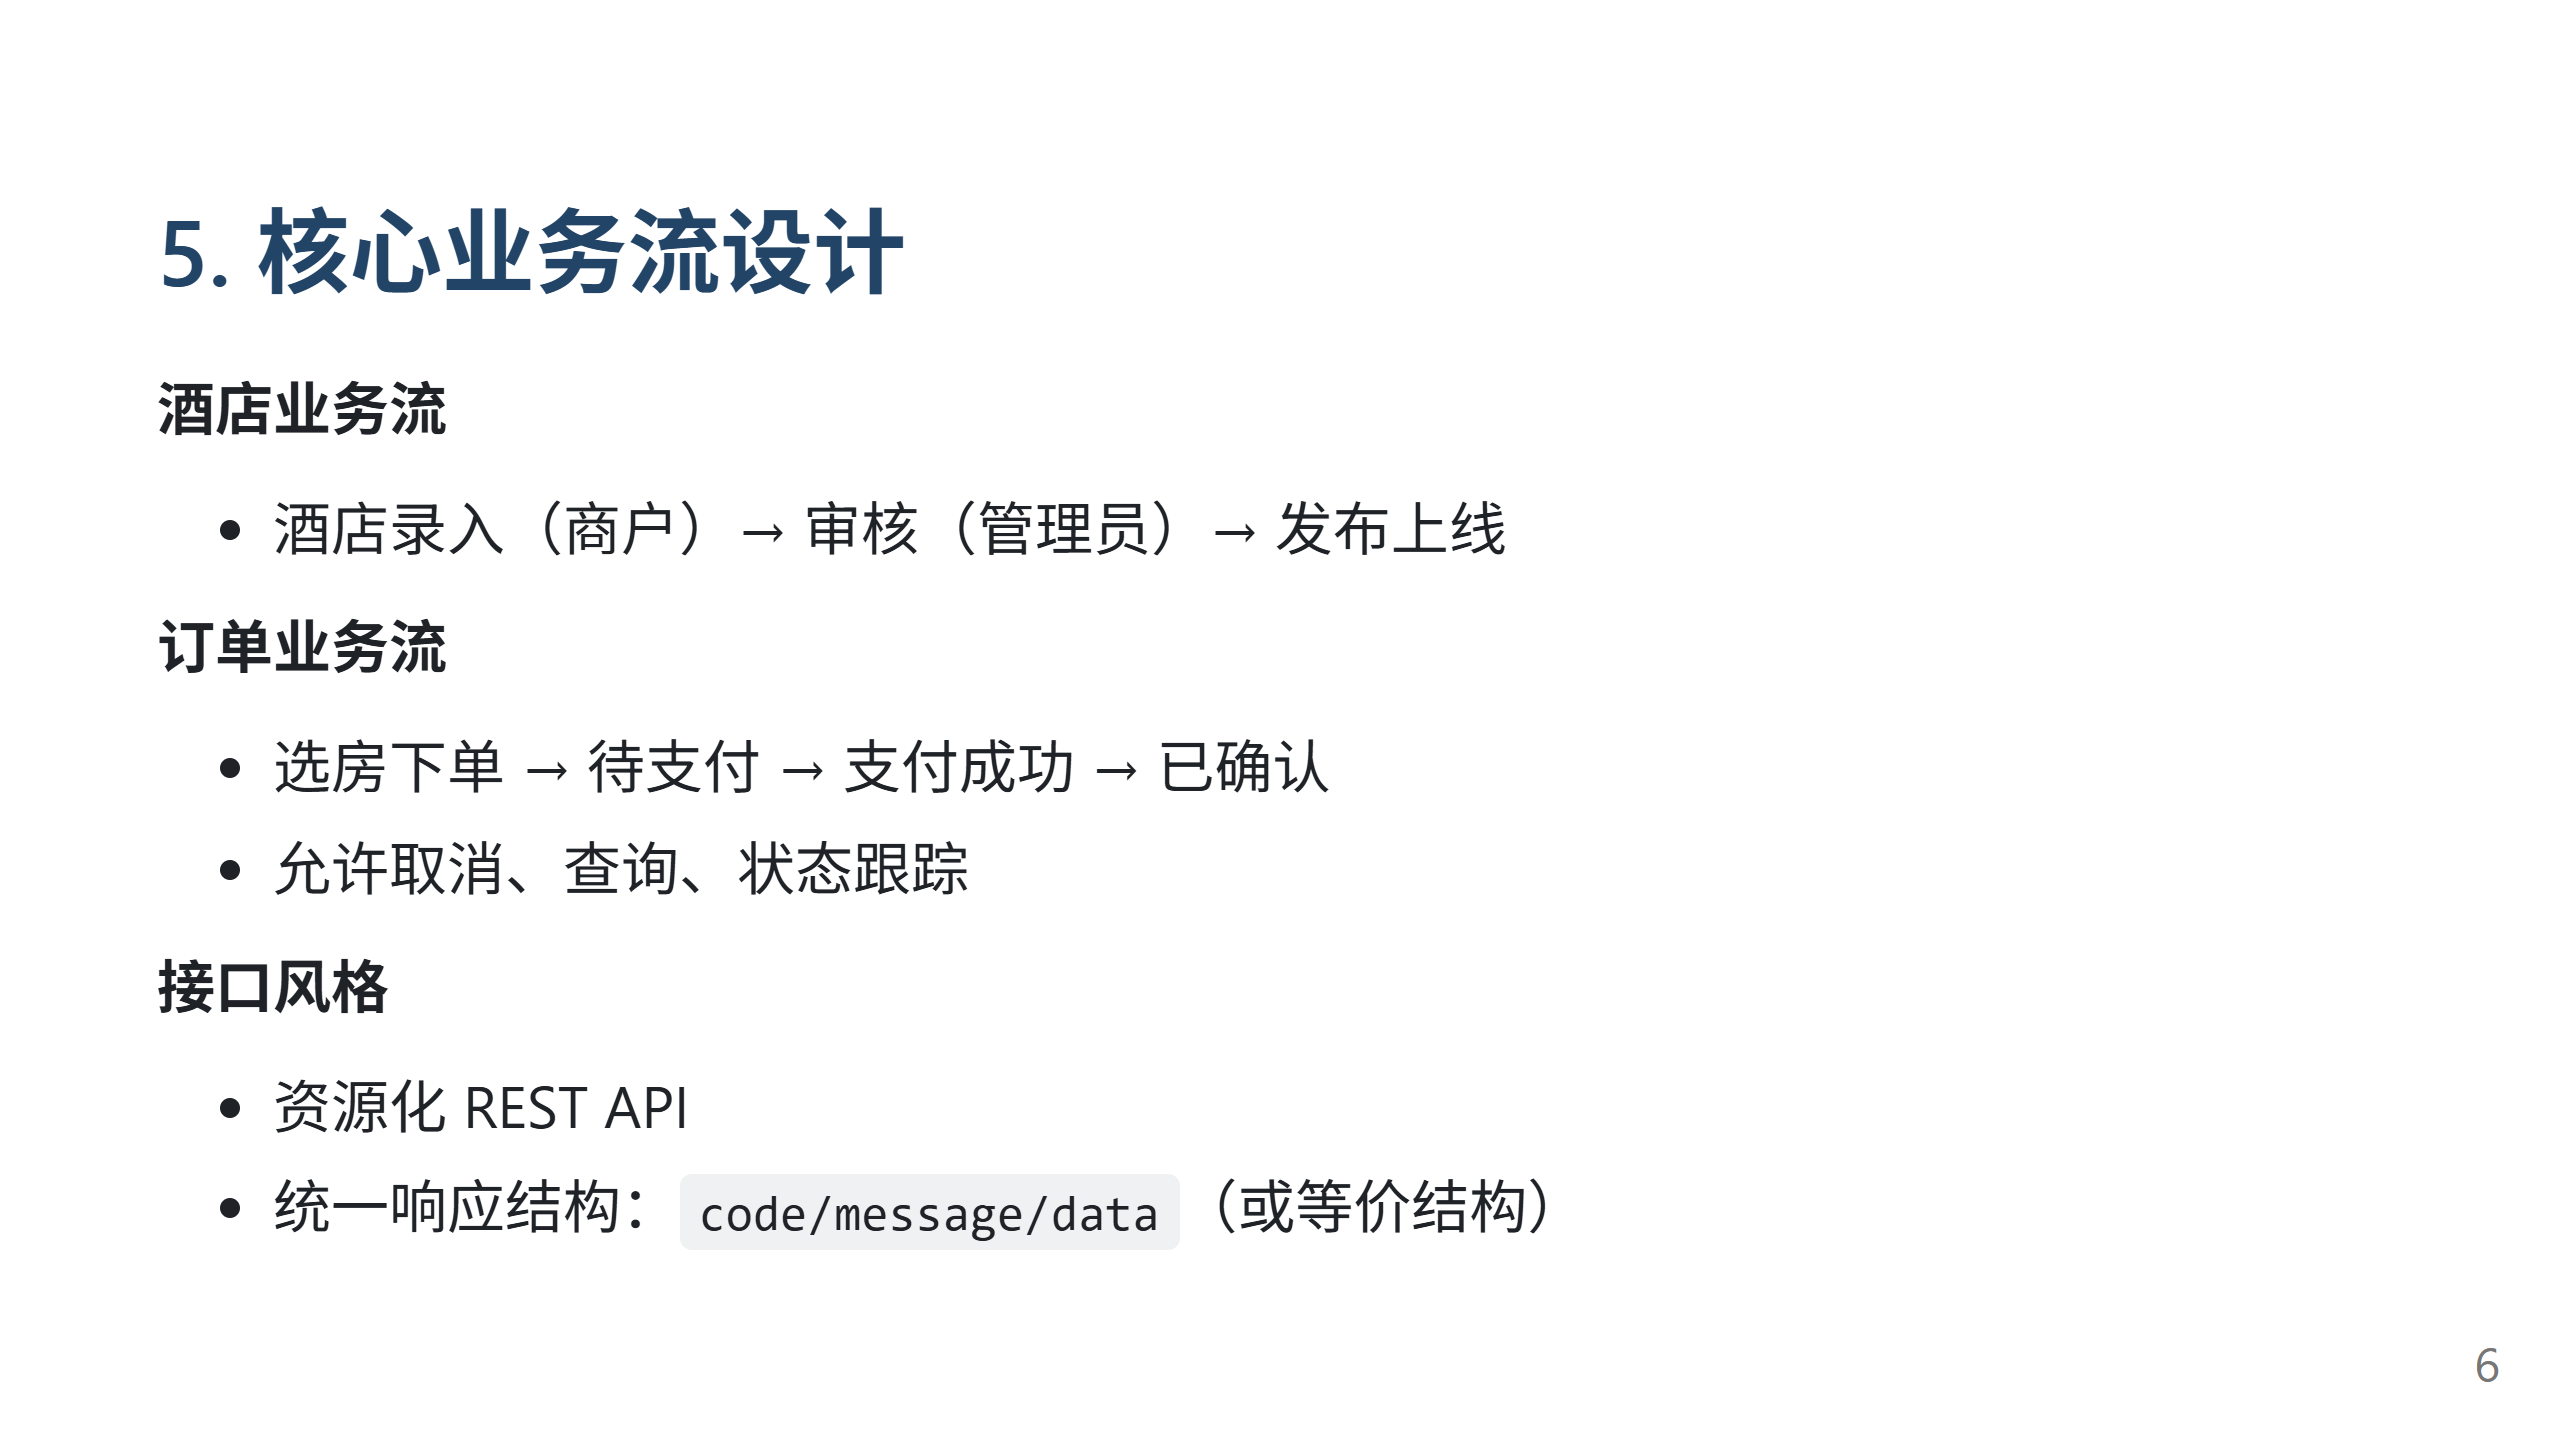 5. 核心业务流设计
酒店业务流
• 酒店录入（商户）→ 审核（管理员）→ 发布上线
订单业务流
• 选房下单 → 待支付 → 支付成功 → 已确认
• 允许取消、查询、状态跟踪
接口风格
• 资源化 REST API
• 统一响应结构：code/message/data（或等价结构）
6